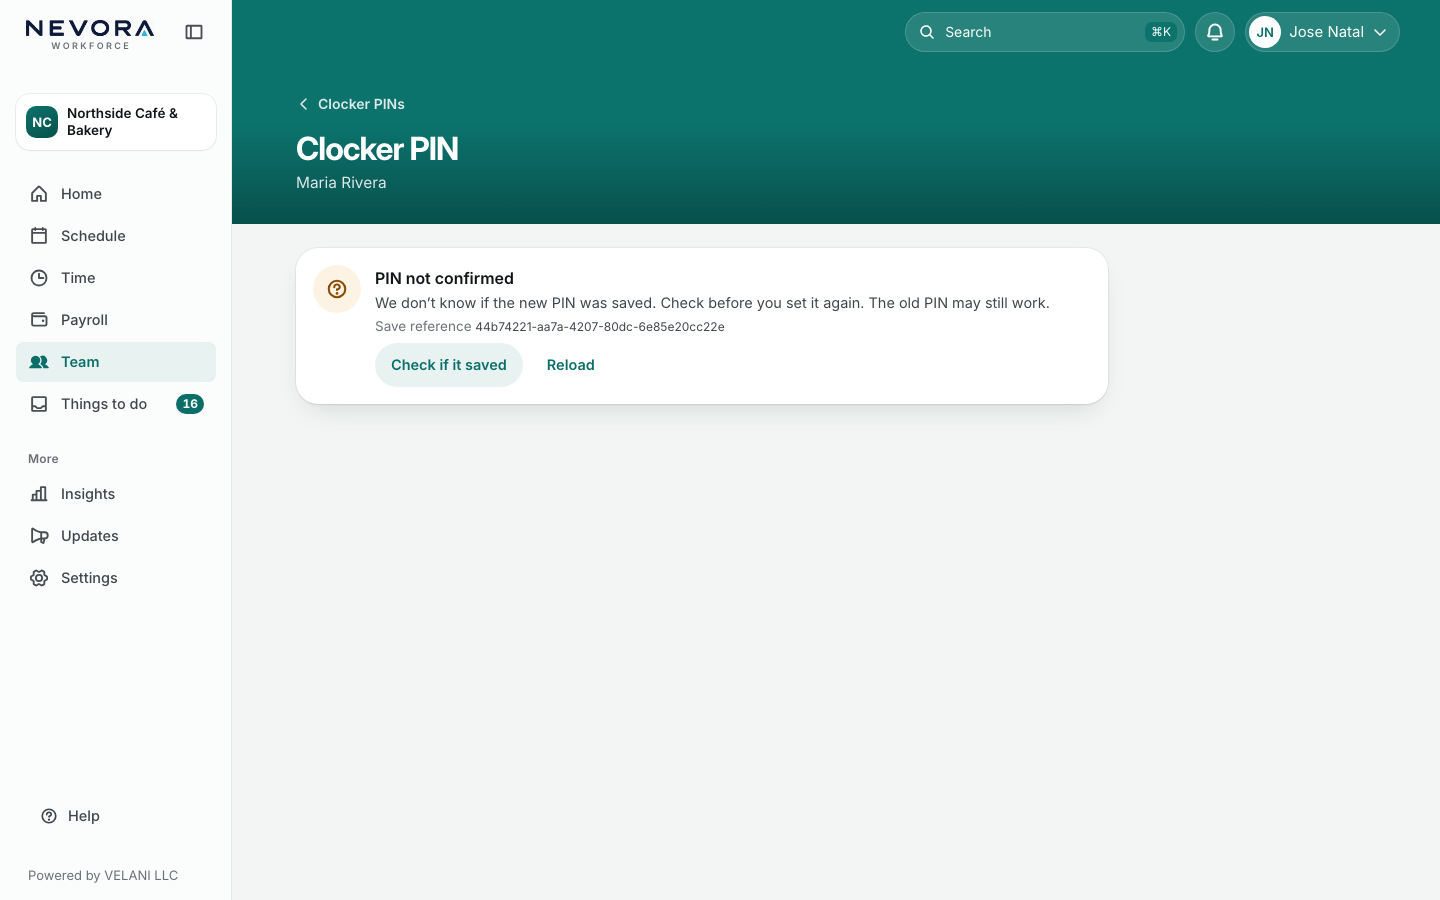 NEVORA
WORKFORCE
Search
⌘K
JN
Jose Natal
NC
Northside Café &
Bakery
Home
Schedule
Time
Payroll
Team
Things to do
16
More
Insights
Updates
Settings
Help
Powered by VELANI LLC
Clocker PINs
Clocker PIN
Maria Rivera
PIN not confirmed
We don’t know if the new PIN was saved. Check before you set it again. The old PIN may still work.
Save reference 44b74221-aa7a-4207-80dc-6e85e20cc22e
Check if it saved
Reload